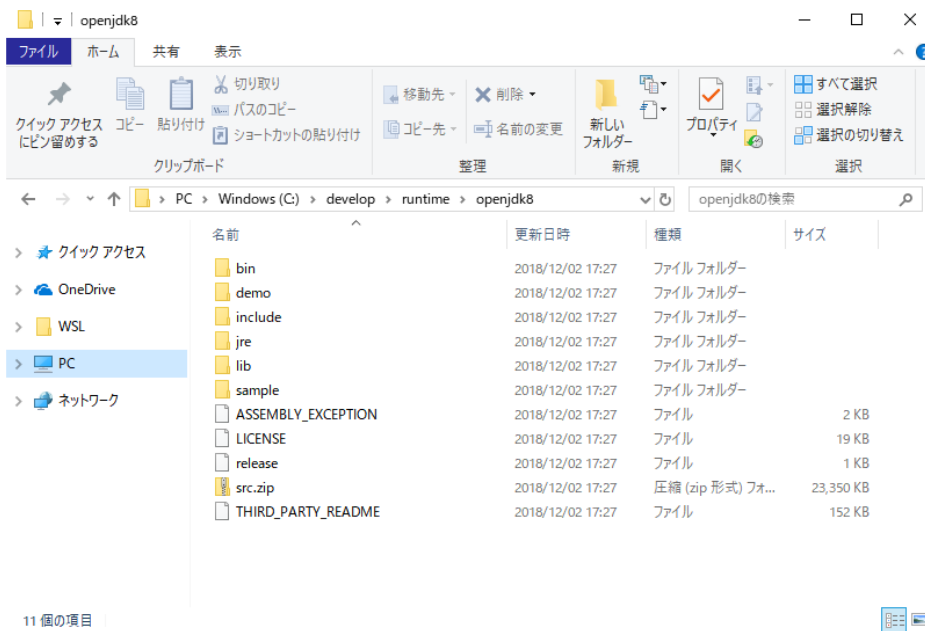 openjdk8
ファイル ホーム 共有 表示
クイック アクセス
にピン留めする
コピー
貼り付け
切り取り
パスのコピー
ショートカットの貼り付け
クリップボード
移動先
コピー先
削除
名前の変更
整理
新しい
フォルダー
新規
プロパティ
開く
すべて選択
選択解除
選択の切り替え
選択
PC > Windows (C:) > develop > runtime > openjdk8
openjdk8の検索
クイック アクセス
OneDrive
WSL
PC
ネットワーク
名前 更新日時 種類 サイズ
bin 2018/12/02 17:27 ファイル フォルダー
demo 2018/12/02 17:27 ファイル フォルダー
include 2018/12/02 17:27 ファイル フォルダー
jre 2018/12/02 17:27 ファイル フォルダー
lib 2018/12/02 17:27 ファイル フォルダー
sample 2018/12/02 17:27 ファイル フォルダー
ASSEMBLY_EXCEPTION 2018/12/02 17:27 ファイル 2 KB
LICENSE 2018/12/02 17:27 ファイル 19 KB
release 2018/12/02 17:27 ファイル 1 KB
src.zip 2018/12/02 17:27 圧縮 (zip 形式) フォ... 23,350 KB
THIRD_PARTY_README 2018/12/02 17:27 ファイル 152 KB
11 個の項目